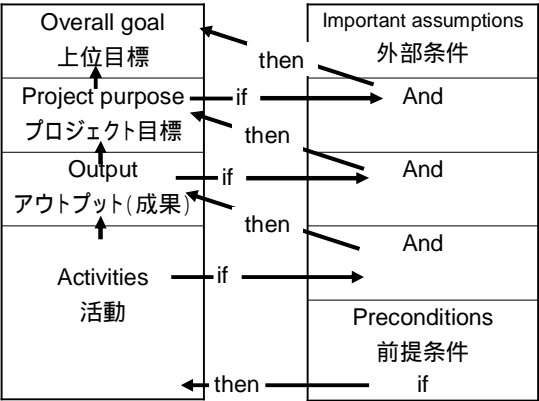 Overall goal
上位目標
Important assumptions
外部条件
then
Project purpose
プロジェクト目標
if
And
then
Output
アウトプット(成果)
if
And
then
And
Activities
活動
if
Preconditions
前提条件
then
if